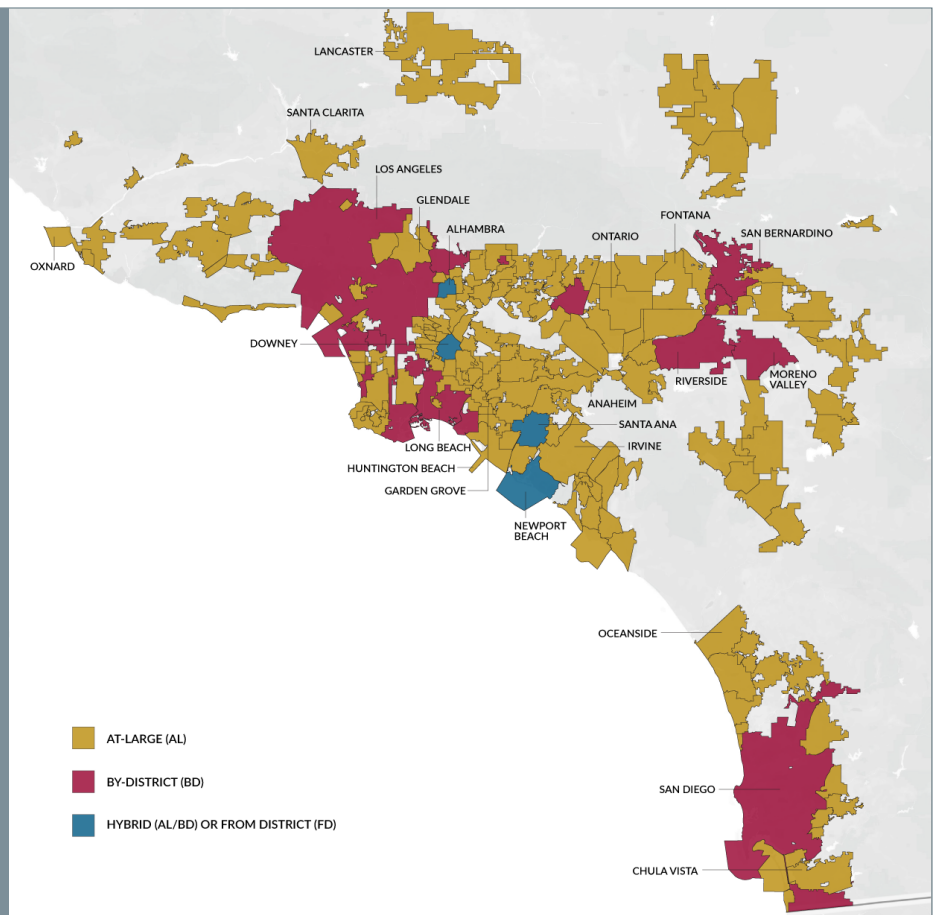 LANCASTER
SANTA CLARITA
LOS ANGELES
GLENDALE
ALHAMBRA
ONTARIO
FONTANA
SAN BERNARDINO
OXNARD
DOWNEY
RIVERSIDE
MORENO
VALLEY
ANAHEIM
SANTA ANA
IRVINE
LONG BEACH
HUNTINGTON BEACH
GARDEN GROVE
NEWPORT
BEACH
OCEANSIDE
SAN DIEGO
CHULA VISTA
AT-LARGE (AL)
BY-DISTRICT (BD)
HYBRID (AL/BD) OR FROM DISTRICT (FD)